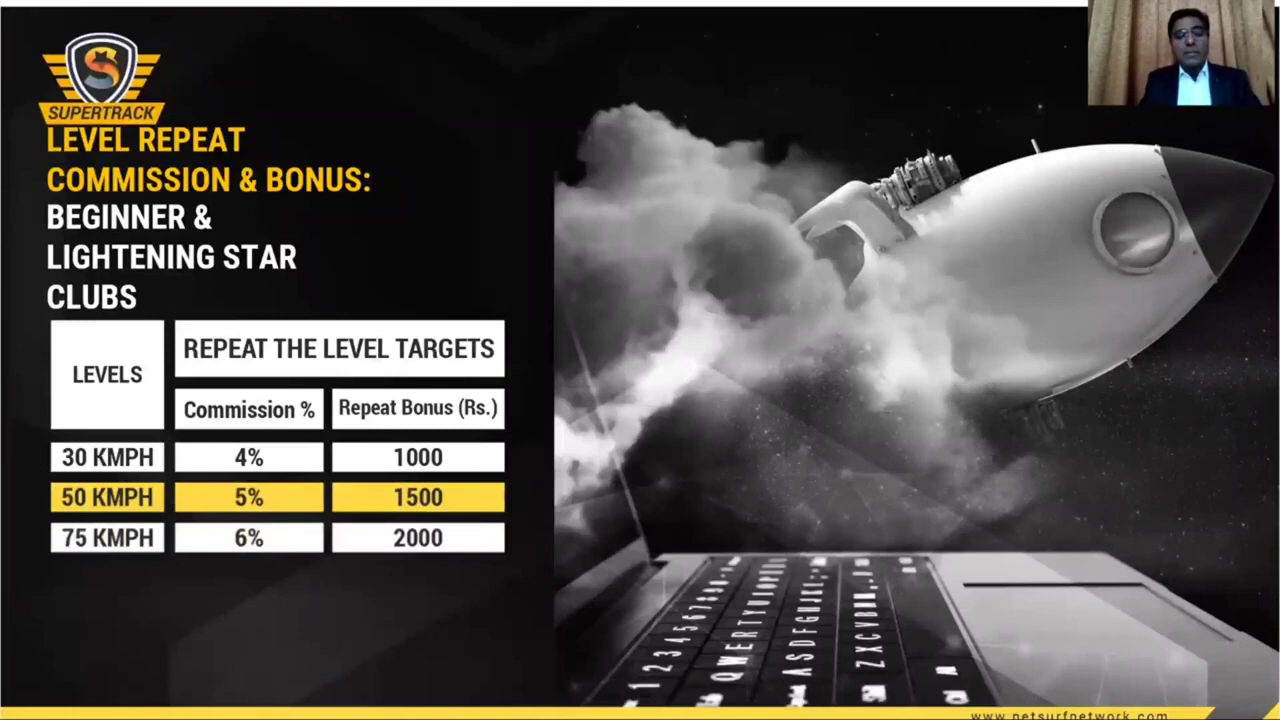 SUPERTRACK
LEVEL REPEAT
COMMISSION & BONUS:
BEGINNER &
LIGHTENING STAR
CLUBS
LEVELS
REPEAT THE LEVEL TARGETS
Commission %
Repeat Bonus (Rs.)
30 KMPH 4% 1000
50 KMPH 5% 1500
75 KMPH 6% 2000
www.netsurfnetwork.com